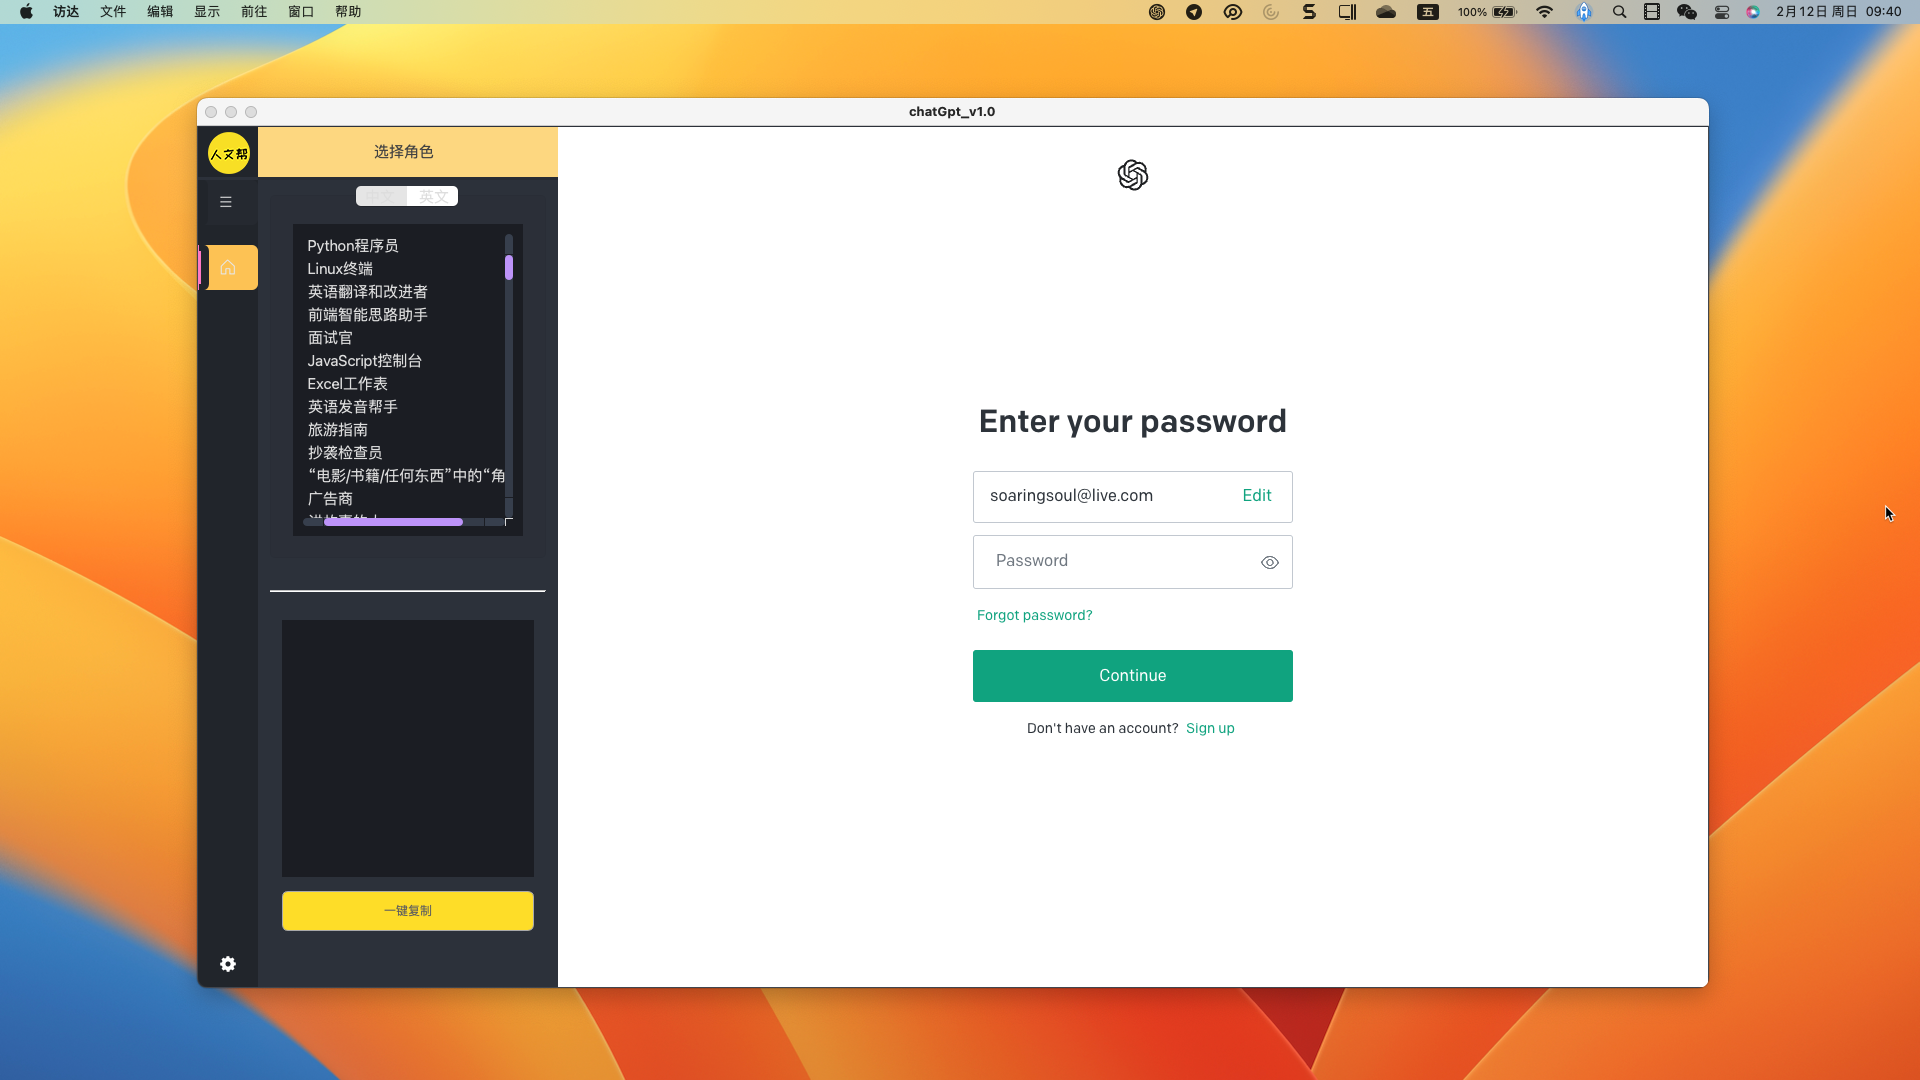 访达 文件 编辑 显示 前往 窗口 帮助
五 100% 2月12日 周日 09:40
chatGpt_v1.0
人文帮
选择角色
中文 英文
Python程序员
Linux终端
英语翻译和改进者
前端智能思路助手
面试官
JavaScript控制台
Excel工作表
英语发音帮手
旅游指南
抄袭检查员
“电影/书籍/任何东西”中的“角
广告商
一键复制
Enter your password
soaringsoul@live.com Edit
Password
Forgot password?
Continue
Don't have an account? Sign up